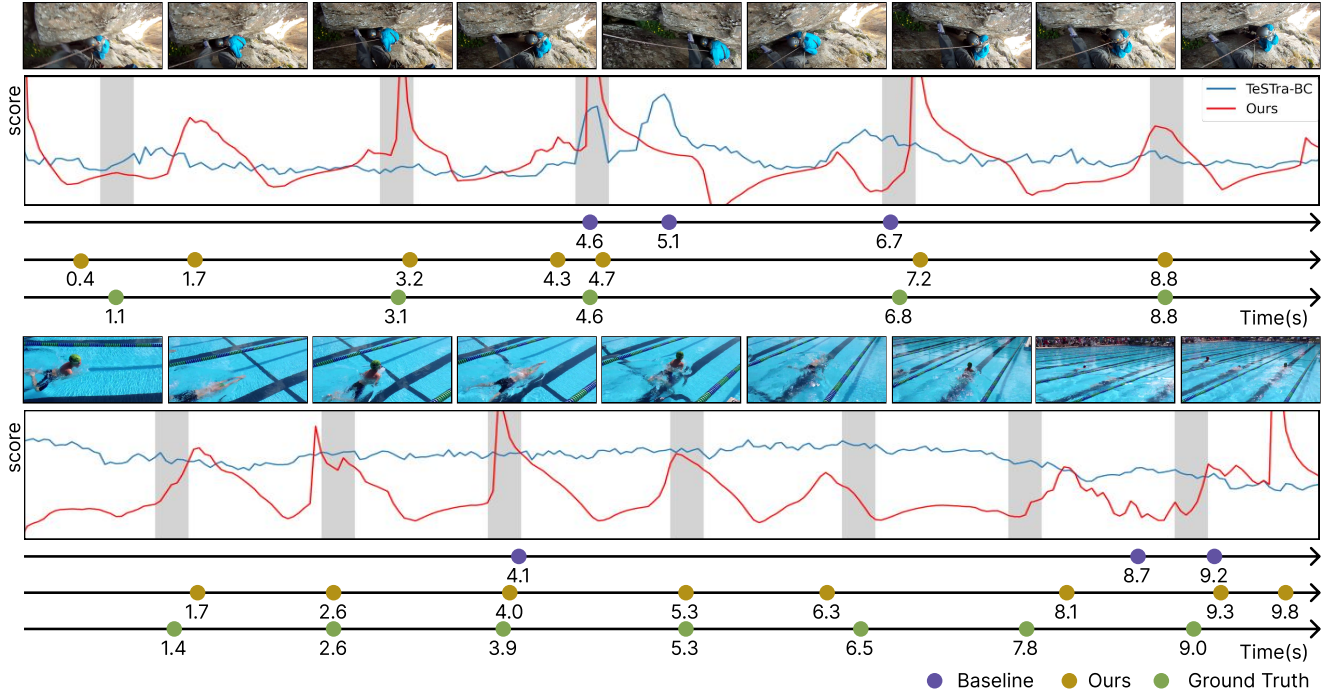 score
TeSTra-BC
Ours
4.6 5.1 6.7
0.4 1.7 3.2 4.3 4.7 7.2 8.8
1.1 3.1 4.6 6.8 8.8 Time(s)
score
4.1 8.7 9.2
1.7 2.6 4.0 5.3 6.3 8.1 9.3 9.8
1.4 2.6 3.9 5.3 6.5 7.8 9.0 Time(s)
Baseline Ours Ground Truth